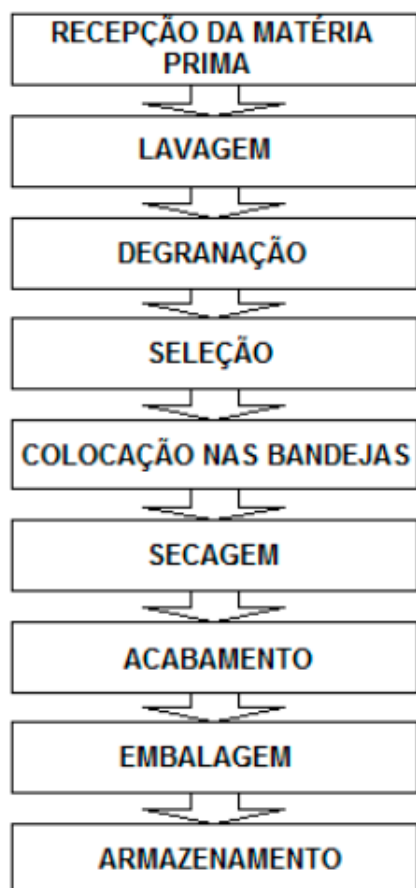 RECEPÇÃO DA MATÉRIA
PRIMA
LAVAGEM
DEGRANAÇÃO
SELEÇÃO
COLOCAÇÃO NAS BANDEJAS
SECAGEM
ACABAMENTO
EMBALAGEM
ARMAZENAMENTO